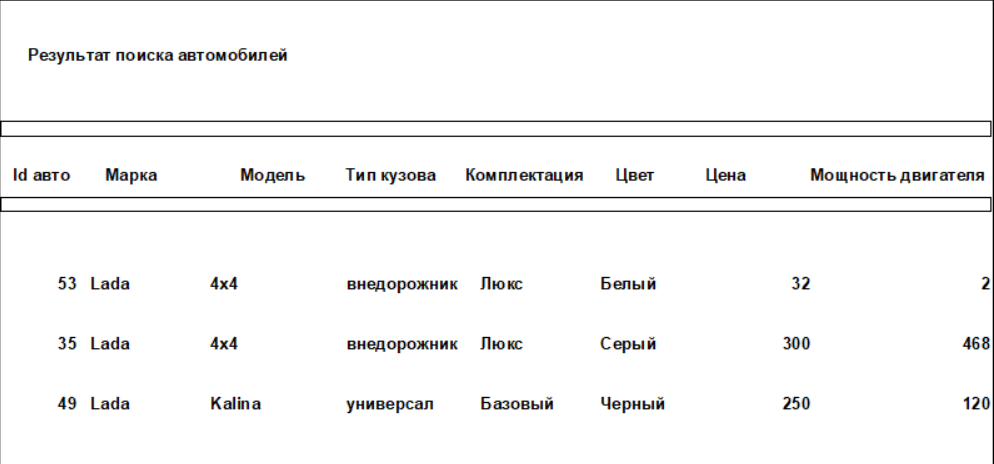 Результат поиска автомобилей
Id авто Марка Модель Тип кузова Комплектация Цвет Цена Мощность двигателя
53 Lada 4x4 внедорожник Люкс Белый 32 2
35 Lada 4x4 внедорожник Люкс Серый 300 468
49 Lada Kalina универсал Базовый Черный 250 120